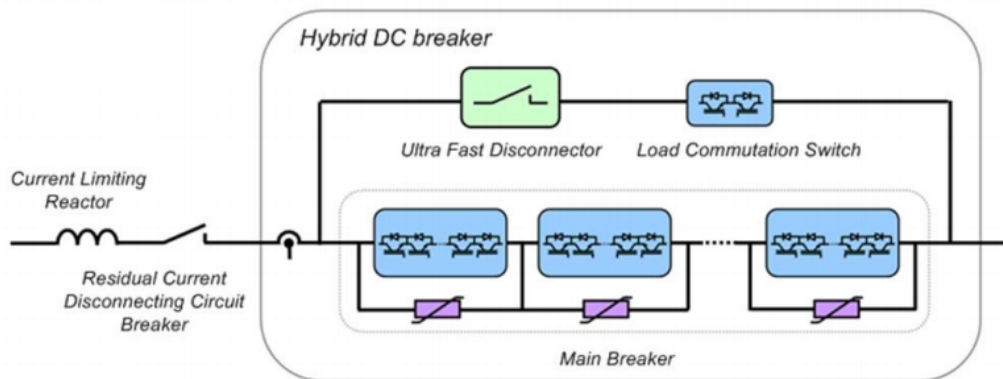 Hybrid DC breaker
Ultra Fast Disconnector
Load Commutation Switch
Current Limiting
Reactor
Residual Current
Disconnecting Circuit
Breaker
Main Breaker